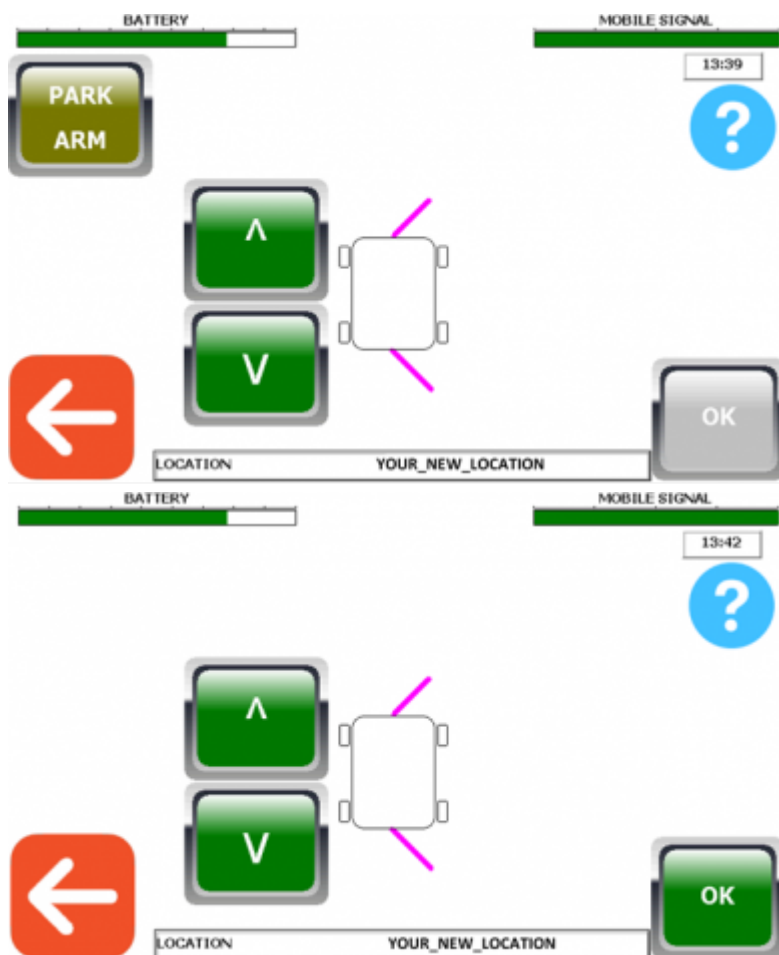 BATTERY MOBILE SIGNAL
13:39
PARK
ARM
?
^
V
OK
LOCATION YOUR_NEW_LOCATION
BATTERY MOBILE SIGNAL
13:42
?
^
V
OK
LOCATION YOUR_NEW_LOCATION